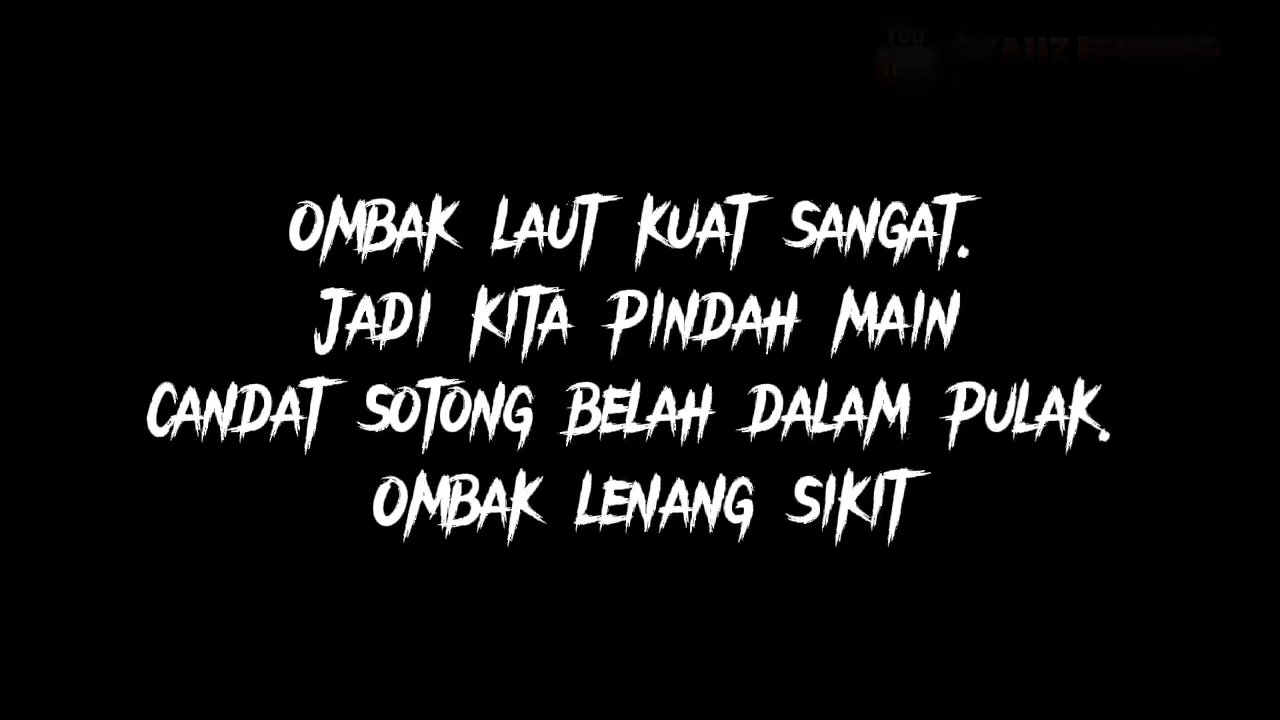 OMBAK LAUT KUAT SANGAT.
JADI KITA PINDAH MAIN
CANDAT SOTONG BELAH DALAM PULAK.
OMBAK LENANG SIKIT